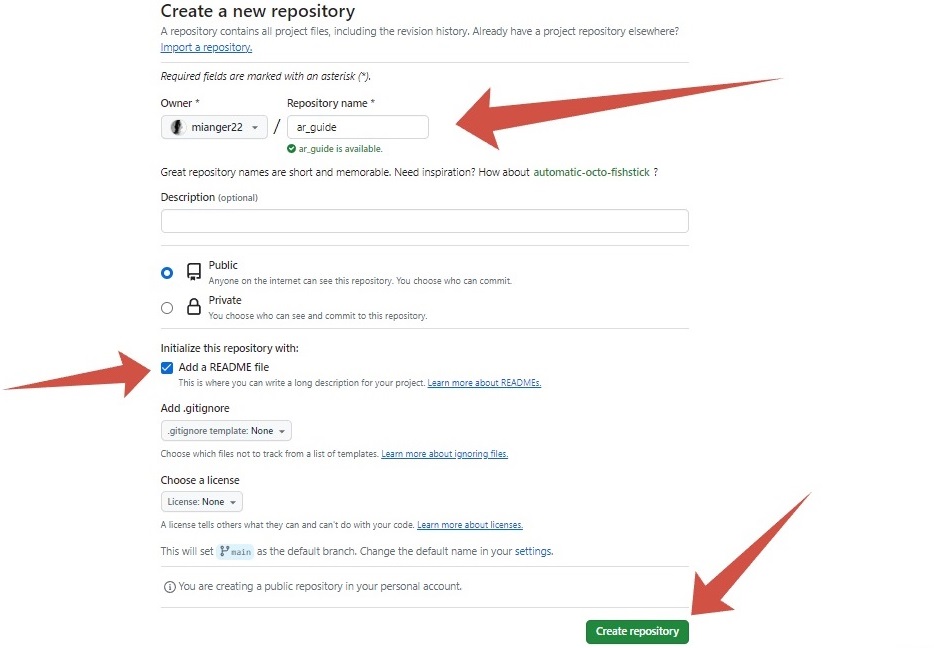 Create a new repository
A repository contains all project files, including the revision history. Already have a project repository elsewhere?
Import a repository.
Required fields are marked with an asterisk (*).
Owner * Repository name *
mianger22 / ar_guide
ar_guide is available.
Great repository names are short and memorable. Need inspiration? How about automatic-octo-fishstick ?
Description (optional)
Public
Anyone on the internet can see this repository. You choose who can commit.
Private
You choose who can see and commit to this repository.
Initialize this repository with:
Add a README file
This is where you can write a long description for your project. Learn more about READMEs.
Add .gitignore
.gitignore template: None
Choose which files not to track from a list of templates. Learn more about ignoring files.
Choose a license
License: None
A license tells others what they can and can't do with your code. Learn more about licenses.
This will set main as the default branch. Change the default name in your settings.
You are creating a public repository in your personal account.
Create repository